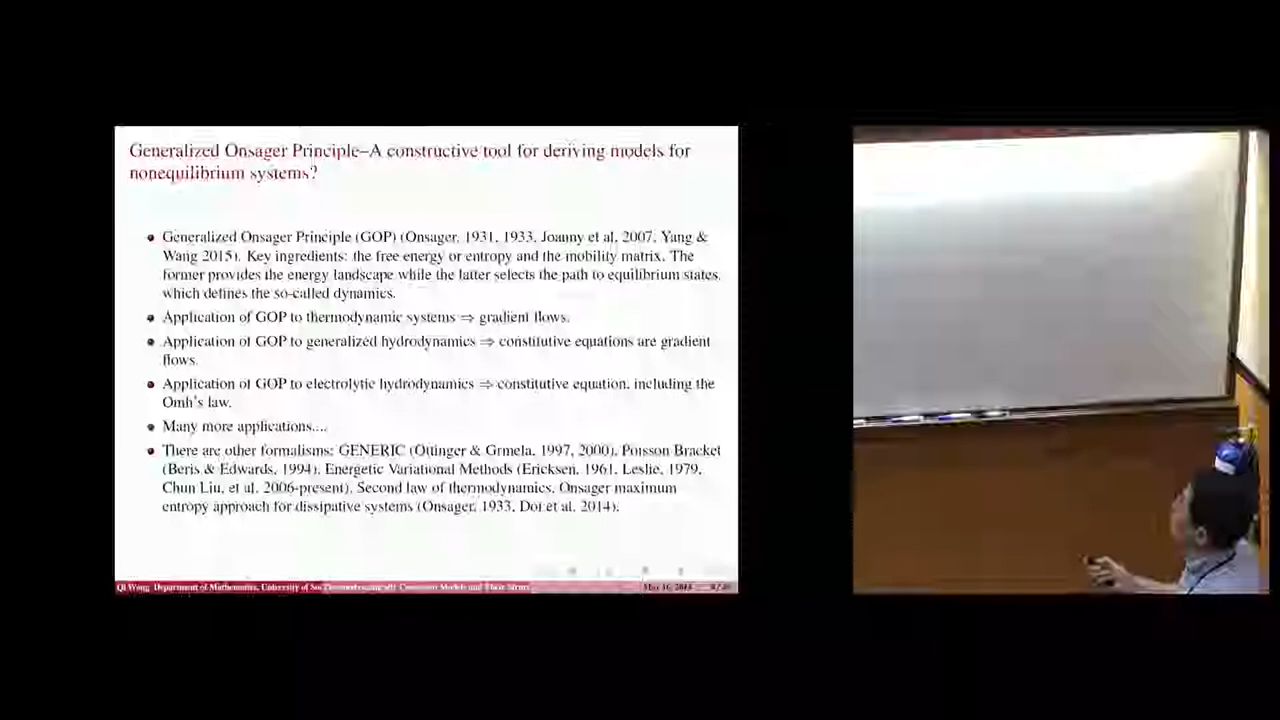 Generalized Onsager Principle–A constructive tool for deriving models for
nonequilibrium systems?
Generalized Onsager Principle (GOP) (Onsager, 1931, 1933, Joanny et al, 2007, Yang &
Wang 2015). Key ingredients: the free energy or entropy and the mobility matrix. The
former provides the energy landscape while the latter selects the path to equilibrium states,
which defines the so-called dynamics.
Application of GOP to thermodynamic systems ⇒ gradient flows.
Application of GOP to generalized hydrodynamics ⇒ constitutive equations are gradient
flows.
Application of GOP to electrolytic hydrodynamics ⇒ constitutive equation, including the
Omh's law.
Many more applications....
There are other formalisms: GENERIC (Ottinger & Grmela, 1997, 2000), Poisson Bracket
(Beris & Edwards, 1994), Energetic Variational Methods (Ericksen, 1961, Leslie, 1979,
Chun Liu, et al, 2006-present), Second law of thermodynamics, Onsager maximum
entropy approach for dissipative systems (Onsager, 1933, Doi et al, 2014).
Qi Wang, Department of Mathematics, University of Models and Their